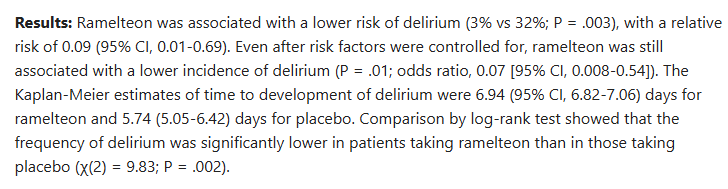 Results: Ramelteon was associated with a lower risk of delirium (3% vs 32%; P = .003), with a relative
risk of 0.09 (95% CI, 0.01-0.69). Even after risk factors were controlled for, ramelteon was still
associated with a lower incidence of delirium (P = .01; odds ratio, 0.07 [95% CI, 0.008-0.54]). The
Kaplan-Meier estimates of time to development of delirium were 6.94 (95% CI, 6.82-7.06) days for
ramelteon and 5.74 (5.05-6.42) days for placebo. Comparison by log-rank test showed that the
frequency of delirium was significantly lower in patients taking ramelteon than in those taking
placebo (χ(2) = 9.83; P = .002).